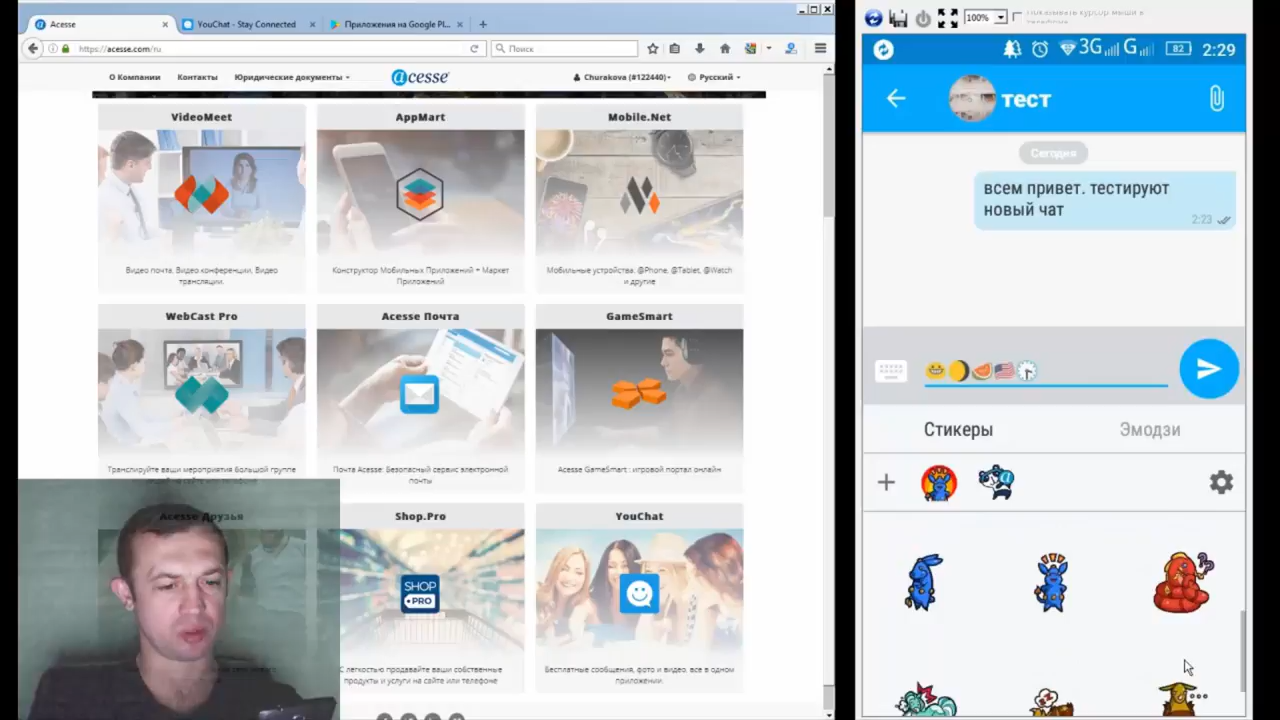 Acesse
YouChat - Stay Connected
Приложения на Google Pl...
https://acesse.com/ru
Поиск
100%
Показывать курсор мыши в
О Компании
Контакты
Юридические документы
acesse
Churakova (#122440)
Русский
3G
G
82
2:29
тест
Сегодня
всем привет. тестируют
новый чат
2:23
VideoMeet
AppMart
Mobile.Net
Видео почта. Видео конференции. Видео
трансляции.
Конструктор Мобильных Приложений + Маркет
Приложений
Мобильные устройства. @Phone, @Tablet, @Watch
и другие
WebCast Pro
Acesse Почта
GameSmart
Транслируйте ваши мероприятия большой группе
Почта Acesse: Безопасный сервис электронной
почты
Acesse GameSmart : игровой портал онлайн
Стикеры
Эмодзи
Acesse Друзья
Shop.Pro
YouChat
SHOP
PRO
С легкостью продавайте ваши собственные
продукты и услуги на сайте или телефоне
Бесплатные сообщения, фото и видео. все в одном
приложении.